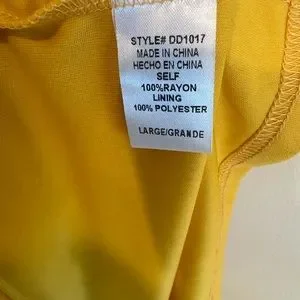 STYLE# DD1017
MADE IN CHINA
HECHO EN CHINA
SELF
100%RAYON
LINING
100% POLYESTER
LARGE/GRANDE